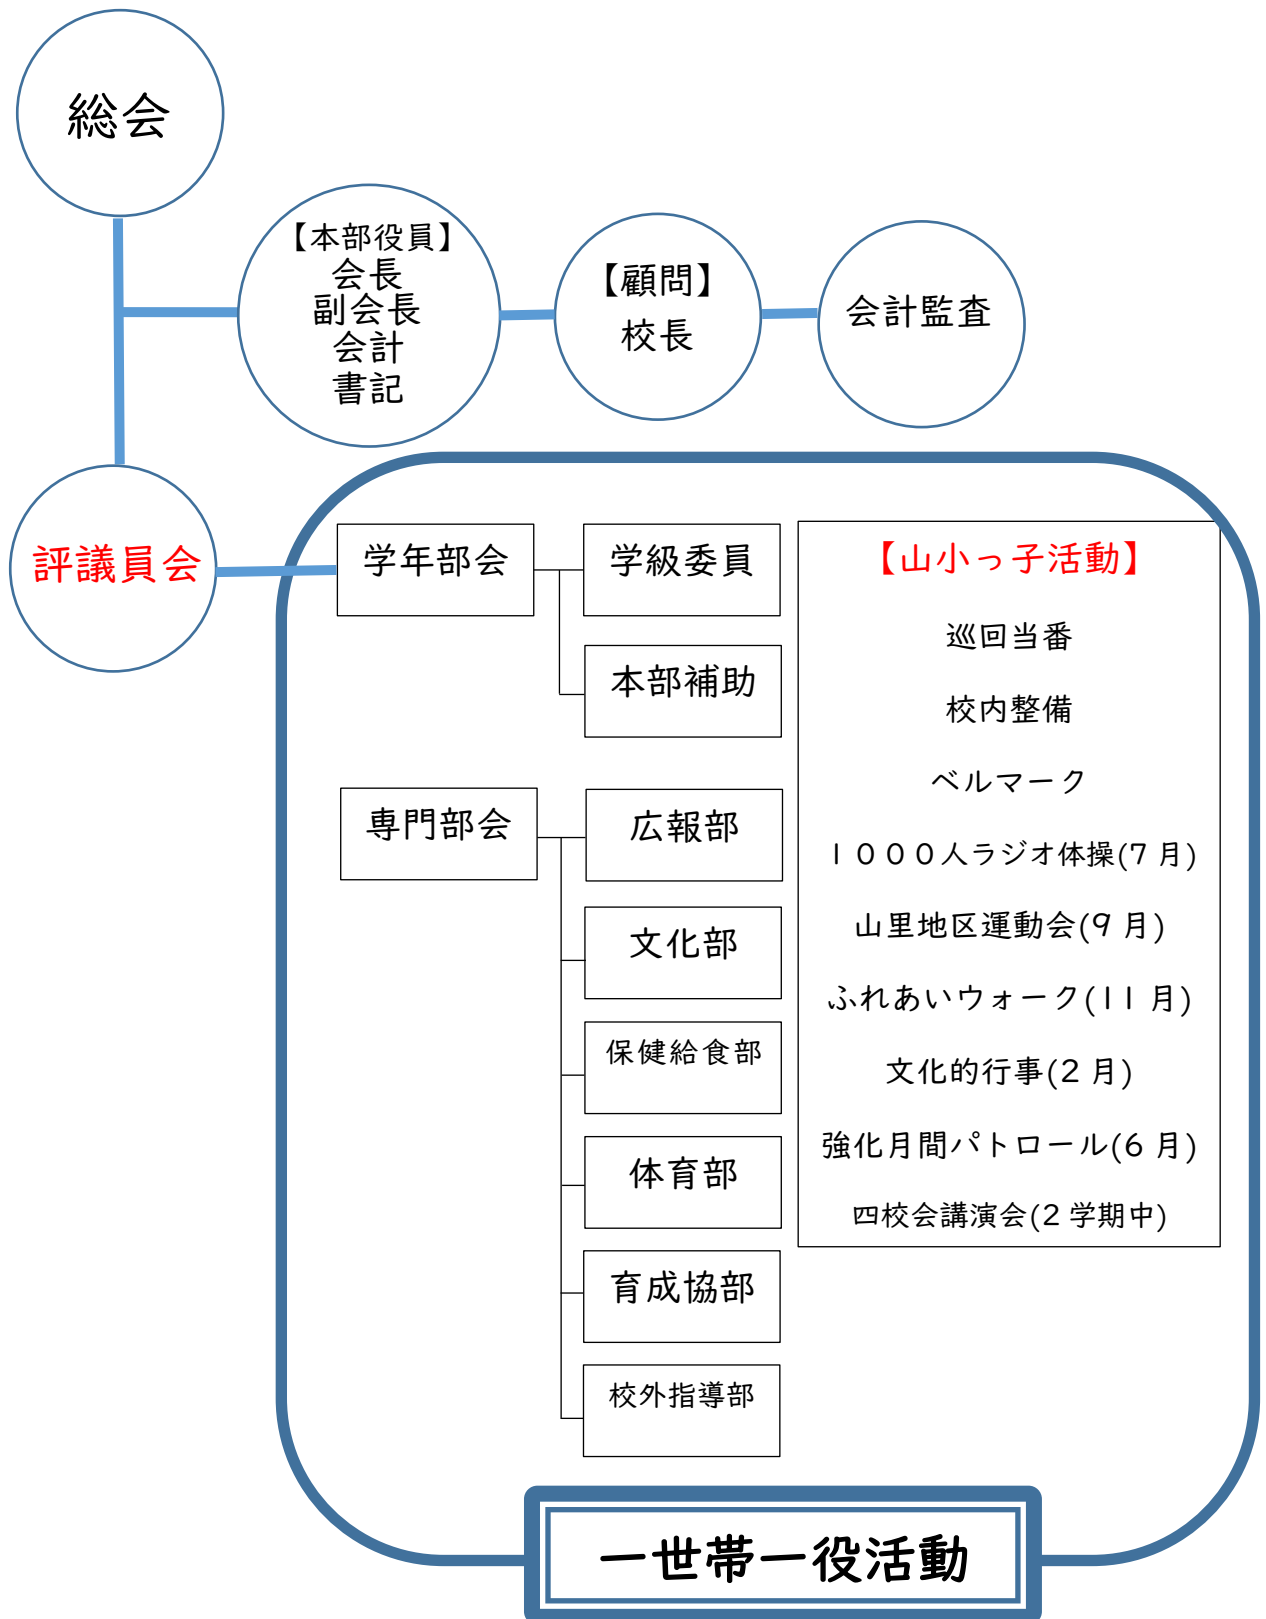 総会
【本部役員】
会長
副会長
会計
書記
【顧問】
校長
会計監査
評議員会
学年部会
学級委員
本部補助
専門部会
広報部
文化部
保健給食部
体育部
育成協部
校外指導部
【山小っ子活動】
巡回当番
校内整備
ベルマーク
１０００人ラジオ体操(7月)
山里地区運動会(9月)
ふれあいウォーク(11月)
文化的行事(2月)
強化月間パトロール(6月)
四校会講演会(2学期中)
一世帯一役活動